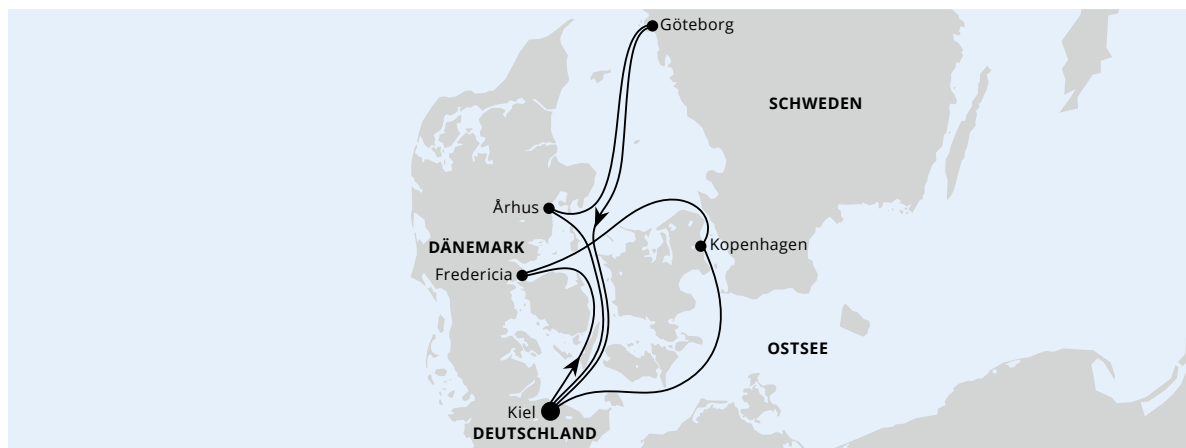 Göteborg
SCHWEDEN
Århus
DÄNEMARK
Kopenhagen
Fredericia
OSTSEE
Kiel
DEUTSCHLAND